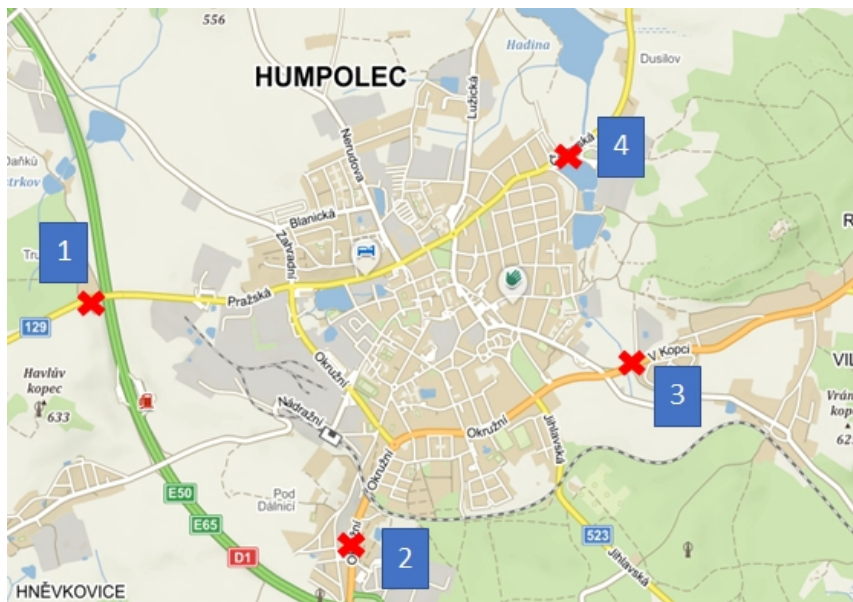 556
Hadina
Dusilov
HUMPOLEC
Lužická
Nerudova
4
Daňků
Blanická
Zahradní
1
Pražská
129
Okružní
V Kopci
Havlův
kopec
633
3
Nádražní
Okružní
Jihlavská
Okružní
E50
Pod
Dálnicí
E65
523
D1
2
Jihlavská
HNĚVKOVICE